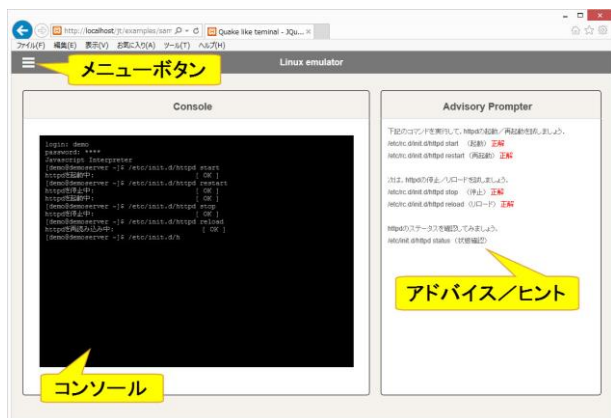 http://localhost/jt/examples/sam
Quake like teminal - JQu...
ファイル(F) 編集(E) 表示(V) お気に入り(A) ツール(T) ヘルプ(H)
メニューボタン
Linux emulator
Console
login: demo
password: ****
Javascript Interpreter
[demo@demoserver ~]$ /etc/init.d/httpd start
httpdを起動中: [ OK ]
[demo@demoserver ~]$ /etc/init.d/httpd restart
httpdを停止中: [ OK ]
httpdを起動中: [ OK ]
[demo@demoserver ~]$ /etc/init.d/httpd stop
httpdを停止中: [ OK ]
[demo@demoserver ~]$ /etc/init.d/httpd reload
httpdを再読み込み中: [ OK ]
[demo@demoserver ~]$ /etc/init.d/h
コンソール
Advisory Prompter
下記のコマンドを実行して、httpdの起動/再起動を試しましょう。
/etc/rc.d/init.d/httpd start （起動） 正解
/etc/rc.d/init.d/httpd restart （再起動） 正解
次は、httpdの停止/リロードを試しましょう。
/etc/rc.d/init.d/httpd stop （停止） 正解
/etc/rc.d/init.d/httpd reload （リロード） 正解
httpdのステータスを確認してみましょう。
/etc/init.d/httpd status （状態確認）
アドバイス／ヒント